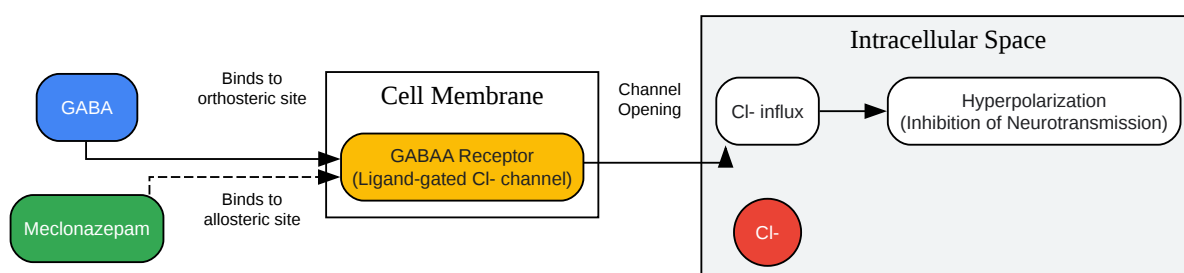 GABA
Meclonazepam
Binds to
orthosteric site
Binds to
allosteric site
Cell Membrane
GABAA Receptor
(Ligand-gated Cl- channel)
Channel
Opening
Intracellular Space
Cl- influx
Hyperpolarization
(Inhibition of Neurotransmission)
Cl-